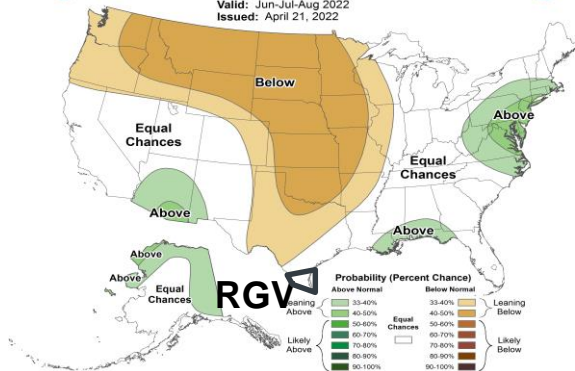 Valid: Jun-Jul-Aug 2022
Issued: April 21, 2022
Below
Equal
Chances
Above
Equal
Chances
Above
Above
Above
Above
Equal
Chances
RGV
Probability (Percent Chance)
Above Normal
Below Normal
Leaning
Above
33-40%
40-50%
Equal
Chances
33-40%
40-50%
Leaning
Below
Likely
Above
50-60%
60-70%
70-80%
80-90%
90-100%
50-60%
60-70%
70-80%
80-90%
90-100%
Likely
Below